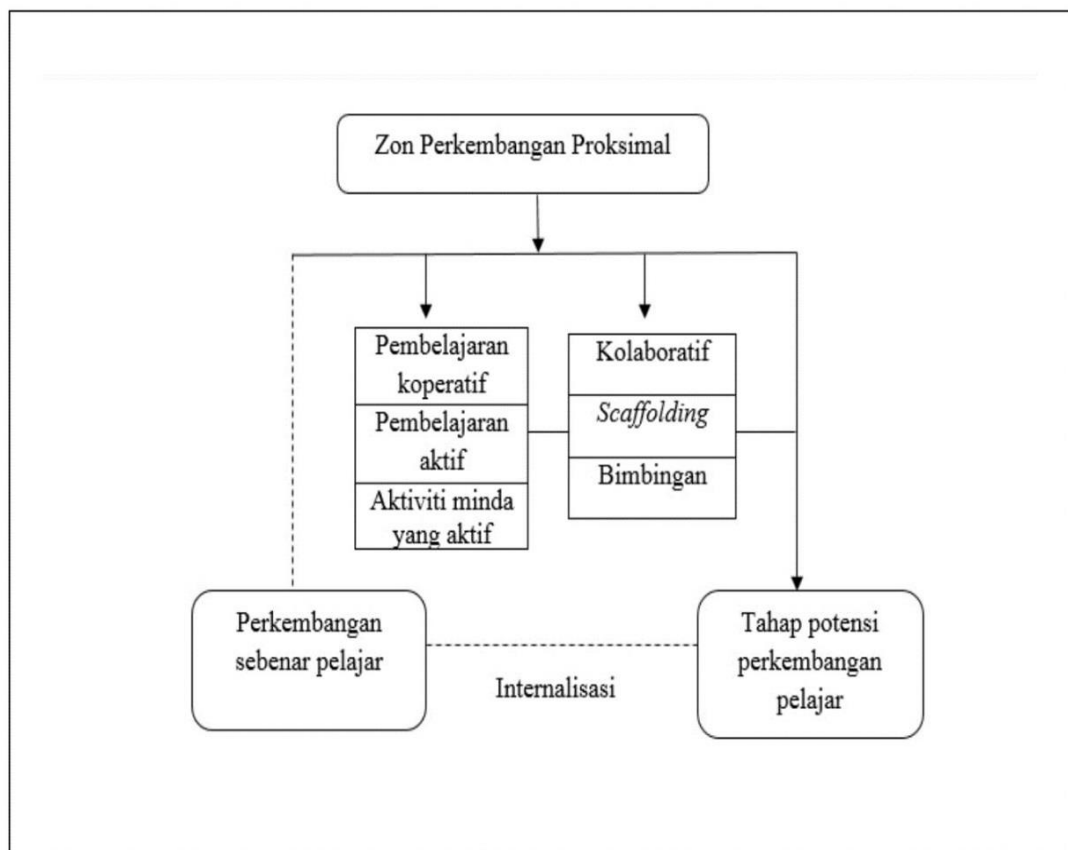 Zon Perkembangan Proksimal
Pembelajaran
koperatif
Pembelajaran
aktif
Aktiviti minda
yang aktif
Kolaboratif
Scaffolding
Bimbingan
Perkembangan
sebenar pelajar
Internalisasi
Tahap potensi
perkembangan
pelajar